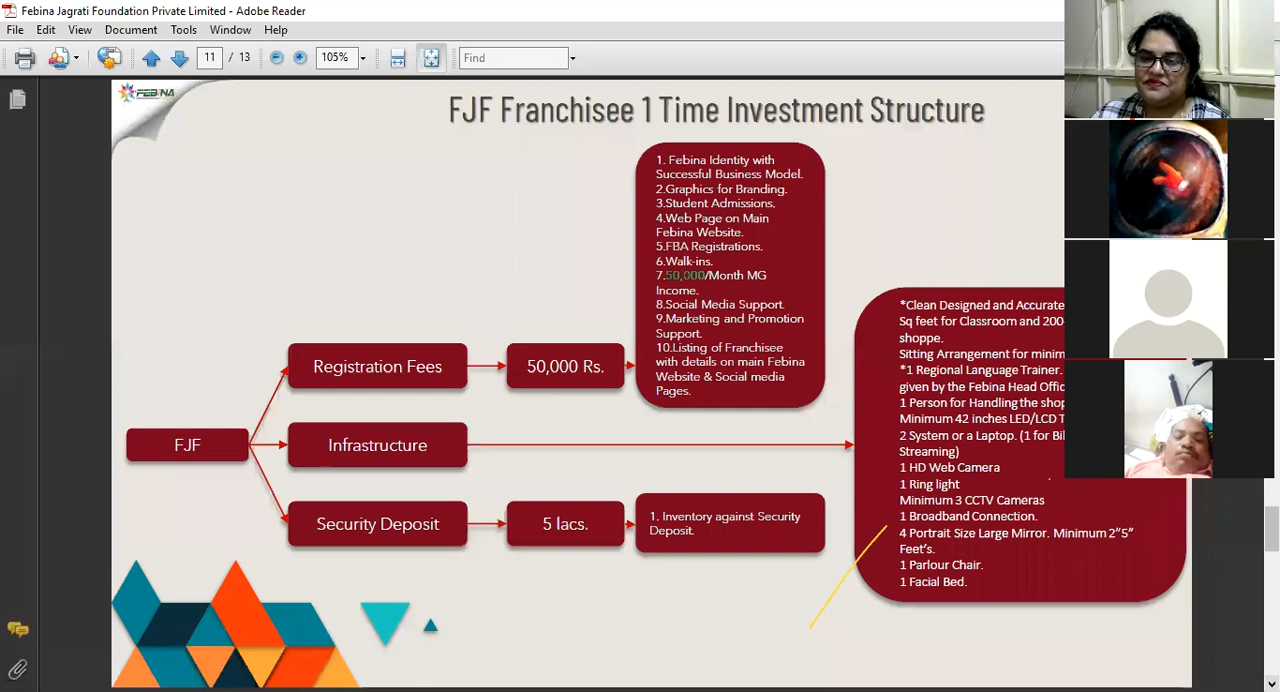 Febina Jagrati Foundation Private Limited - Adobe Reader
File Edit View Document Tools Window Help
11 / 13 105% Find
FEBINA
FJF Franchisee 1 Time Investment Structure
1. Febina Identity with
Successful Business Model.
2.Graphics for Branding.
3.Student Admissions.
4.Web Page on Main
Febina Website.
5.FBA Registrations.
6.Walk-ins.
7.50,000/Month MG
Income.
8.Social Media Support.
9.Marketing and Promotion
Support.
10.Listing of Franchisee
with details on main Febina
Website & Social media
Pages.
Registration Fees
50,000 Rs.
FJF
Infrastructure
Security Deposit
5 lacs.
1. Inventory against Security
Deposit.
*Clean Designed and Accurate
Sq feet for Classroom and 200
shoppe.
Sitting Arrangement for minim
*1 Regional Language Trainer.
given by the Febina Head Offic
1 Person for Handling the shop
Minimum 42 inches LED/LCD T
2 System or a Laptop. (1 for Bil
Streaming)
1 HD Web Camera
1 Ring light
Minimum 3 CCTV Cameras
1 Broadband Connection.
4 Portrait Size Large Mirror. Minimum 2”5”
Feet’s.
1 Parlour Chair.
1 Facial Bed.